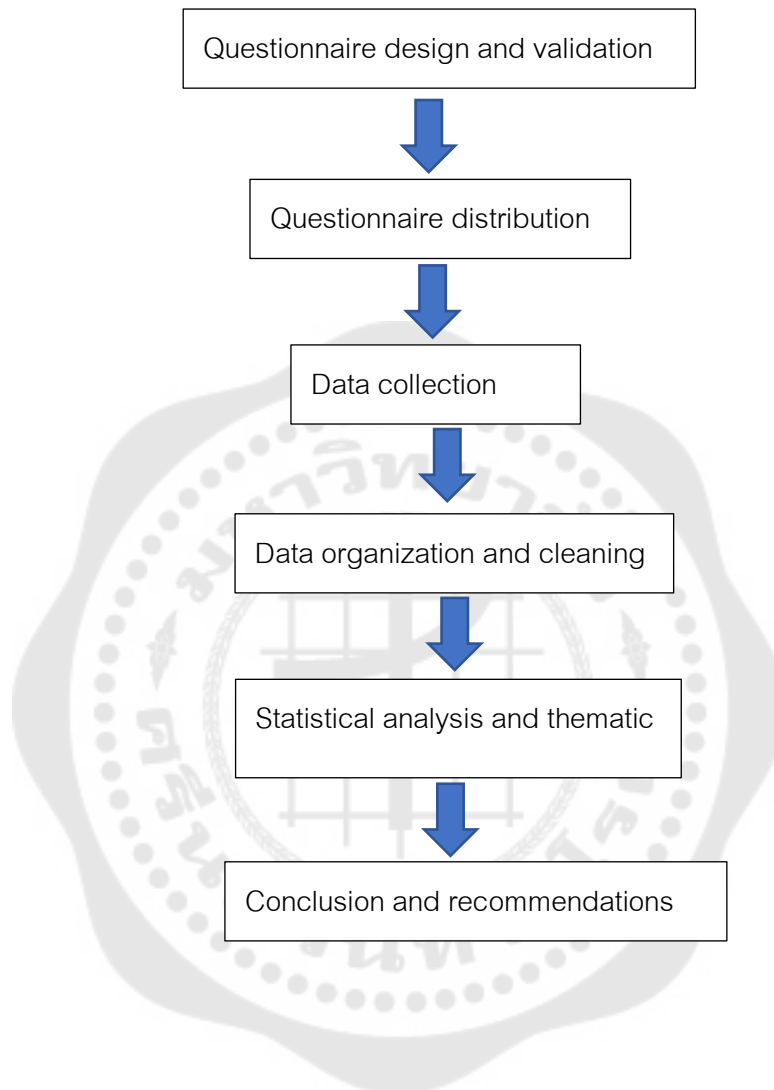 Questionnaire design and validation
Questionnaire distribution
Data collection
Data organization and cleaning
Statistical analysis and thematic
Conclusion and recommendations